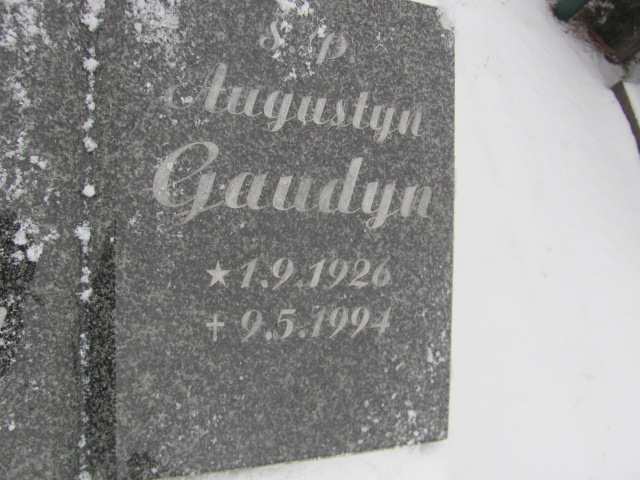 ś. p.
Augustyn
Gaudyn
★ 1.9.1926
+ 9.5.1994